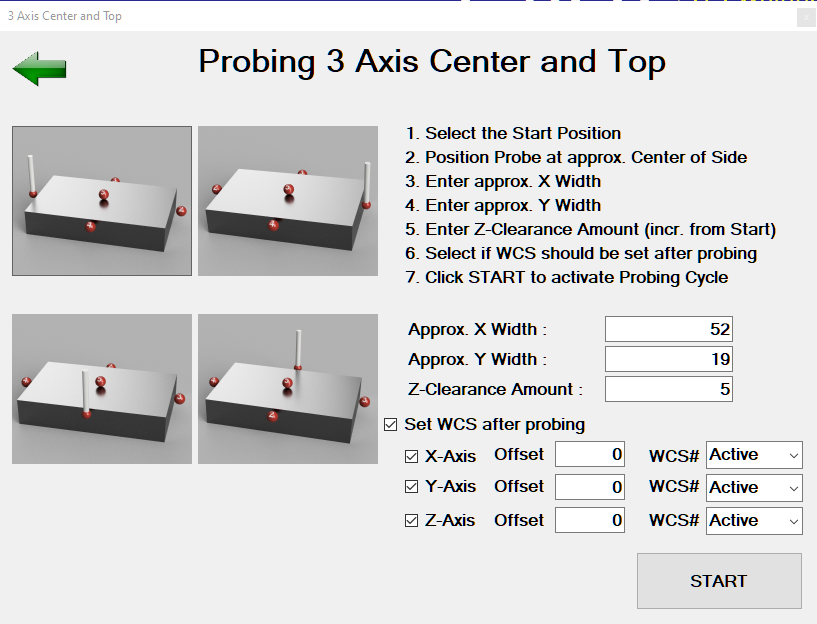 3 Axis Center and Top
Probing 3 Axis Center and Top
1. Select the Start Position
2. Position Probe at approx. Center of Side
3. Enter approx. X Width
4. Enter approx. Y Width
5. Enter Z-Clearance Amount (incr. from Start)
6. Select if WCS should be set after probing
7. Click START to activate Probing Cycle
Approx. X Width : 52
Approx. Y Width : 19
Z-Clearance Amount : 5
Set WCS after probing
X-Axis Offset 0 WCS# Active
Y-Axis Offset 0 WCS# Active
Z-Axis Offset 0 WCS# Active
START